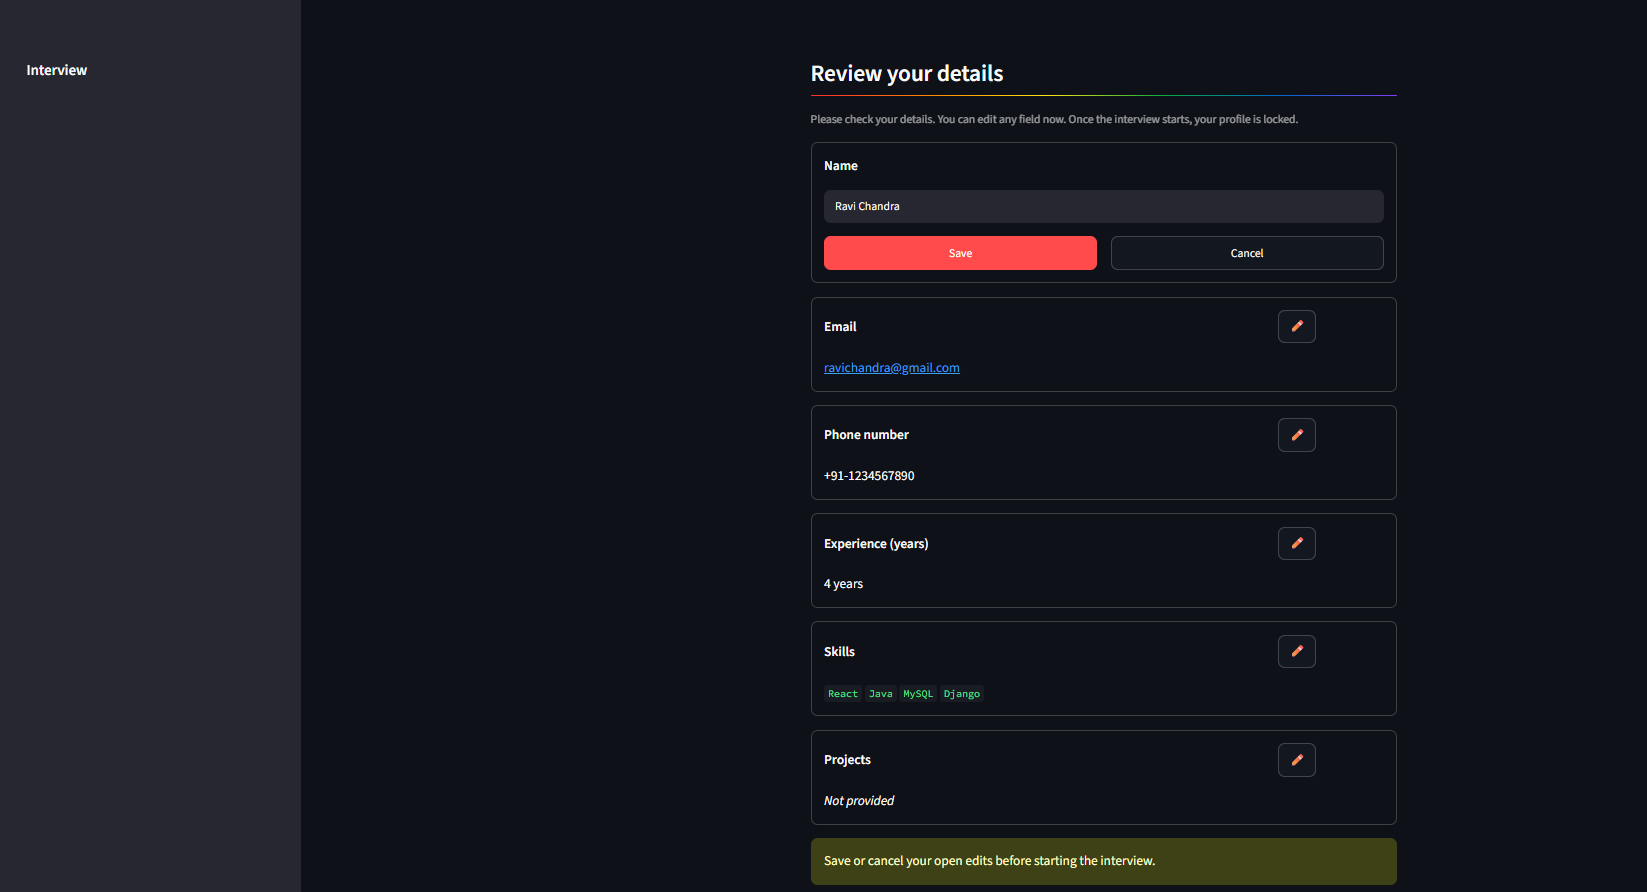 Interview
Review your details
Please check your details. You can edit any field now. Once the interview starts, your profile is locked.
Name
Ravi Chandra
Save
Cancel
Email
ravichandra@gmail.com
Phone number
+91-1234567890
Experience (years)
4 years
Skills
React Java MySQL Django
Projects
Not provided
Save or cancel your open edits before starting the interview.